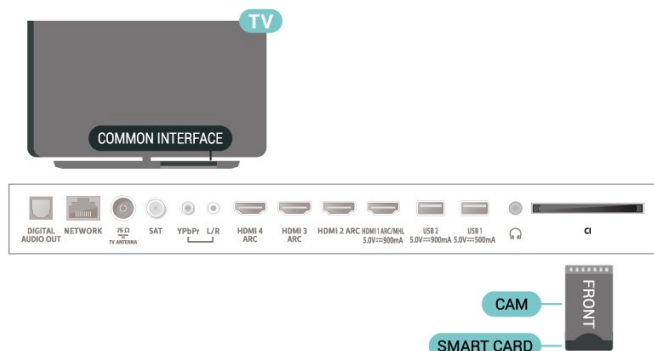 TV
COMMON INTERFACE
DIGITAL AUDIO OUT
NETWORK
75 Ω
TV ANTENNA
SAT
YPbPr L/R
HDMI 4 ARC
HDMI 3 ARC
HDMI 2 ARC
HDMI 1 ARC/MHL
5.0V⎓900mA
USB 2
5.0V⎓900mA
USB 1
5.0V⎓500mA
CI
CAM
FRONT
SMART CARD